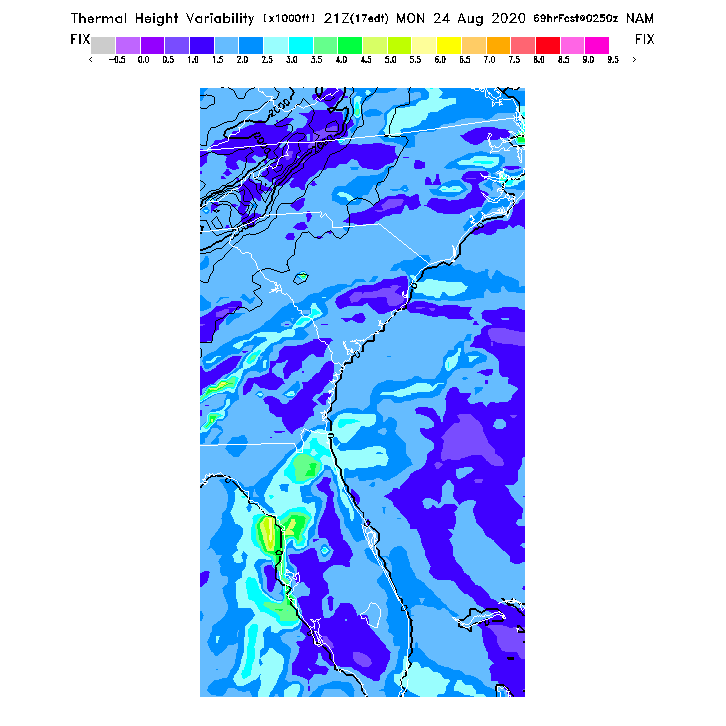 Thermal Height Variability [x1000ft] 21Z(17edt) MON 24 Aug 2020 69hrFcst@0250z NAM
FIX FIX
< -0.5 0.0 0.5 1.0 1.5 2.0 2.5 3.0 3.5 4.0 4.5 5.0 5.5 6.0 6.5 7.0 7.5 8.0 8.5 9.0 9.5 >
2000